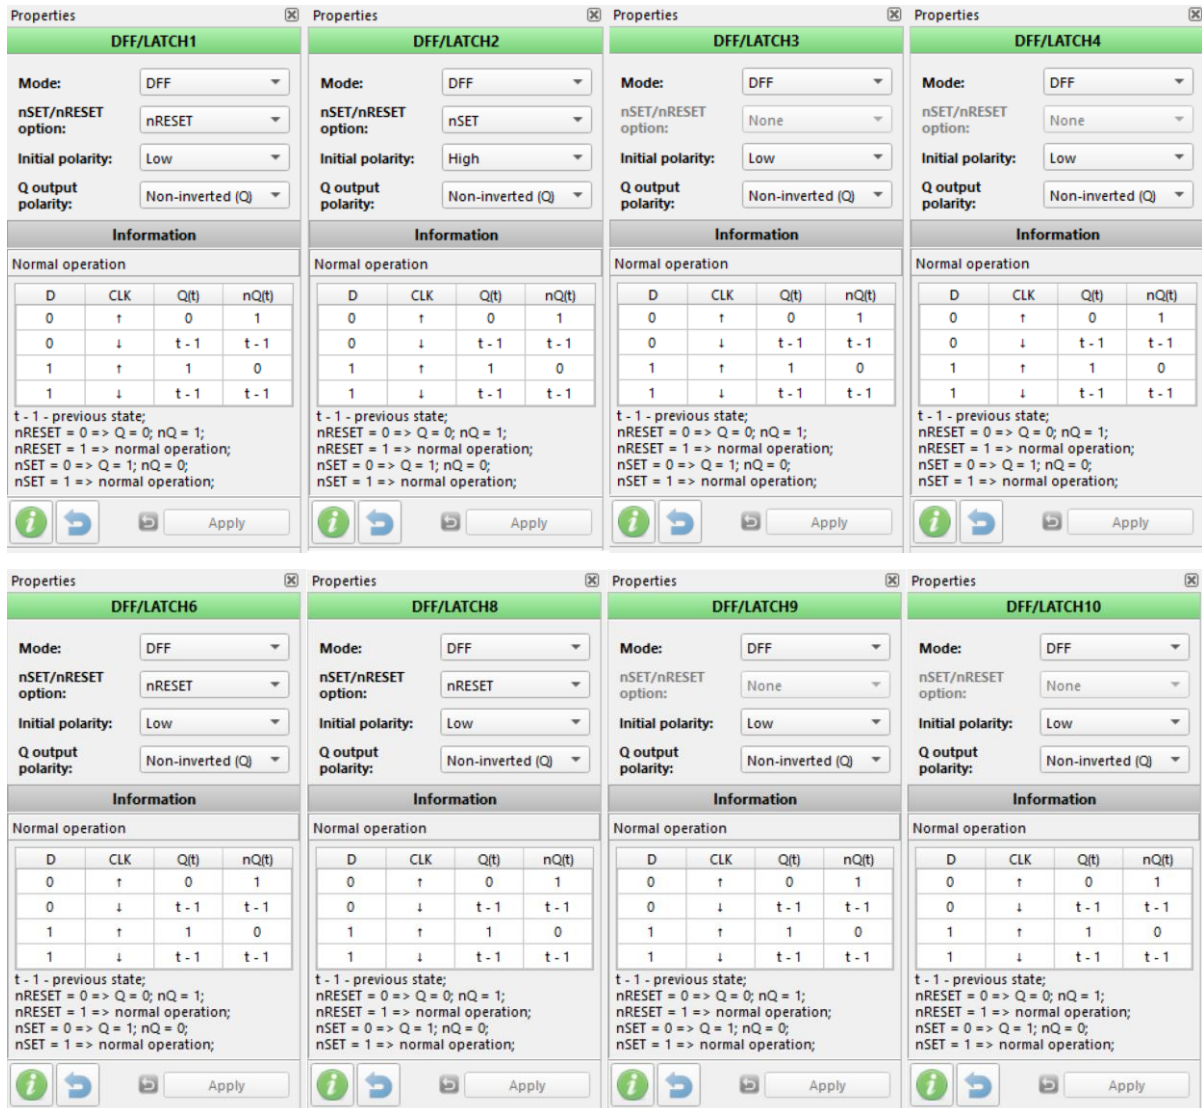 Properties
DFF/LATCH1
Mode: DFF
nSET/nRESET
option: nRESET
Initial polarity: Low
Q output
polarity: Non-inverted (Q)
Information
Normal operation
D CLK Q(t) nQ(t)
0 ↑ 0 1
0 ↓ t - 1 t - 1
1 ↑ 1 0
1 ↓ t - 1 t - 1
t - 1 - previous state;
nRESET = 0 => Q = 0; nQ = 1;
nRESET = 1 => normal operation;
nSET = 0 => Q = 1; nQ = 0;
nSET = 1 => normal operation;
Apply
Properties
DFF/LATCH2
Mode: DFF
nSET/nRESET
option: nSET
Initial polarity: High
Q output
polarity: Non-inverted (Q)
Information
Normal operation
D CLK Q(t) nQ(t)
0 ↑ 0 1
0 ↓ t - 1 t - 1
1 ↑ 1 0
1 ↓ t - 1 t - 1
t - 1 - previous state;
nRESET = 0 => Q = 0; nQ = 1;
nRESET = 1 => normal operation;
nSET = 0 => Q = 1; nQ = 0;
nSET = 1 => normal operation;
Apply
Properties
DFF/LATCH3
Mode: DFF
nSET/nRESET
option: None
Initial polarity: Low
Q output
polarity: Non-inverted (Q)
Information
Normal operation
D CLK Q(t) nQ(t)
0 ↑ 0 1
0 ↓ t - 1 t - 1
1 ↑ 1 0
1 ↓ t - 1 t - 1
t - 1 - previous state;
nRESET = 0 => Q = 0; nQ = 1;
nRESET = 1 => normal operation;
nSET = 0 => Q = 1; nQ = 0;
nSET = 1 => normal operation;
Apply
Properties
DFF/LATCH4
Mode: DFF
nSET/nRESET
option: None
Initial polarity: Low
Q output
polarity: Non-inverted (Q)
Information
Normal operation
D CLK Q(t) nQ(t)
0 ↑ 0 1
0 ↓ t - 1 t - 1
1 ↑ 1 0
1 ↓ t - 1 t - 1
t - 1 - previous state;
nRESET = 0 => Q = 0; nQ = 1;
nRESET = 1 => normal operation;
nSET = 0 => Q = 1; nQ = 0;
nSET = 1 => normal operation;
Apply
Properties
DFF/LATCH6
Mode: DFF
nSET/nRESET
option: nRESET
Initial polarity: Low
Q output
polarity: Non-inverted (Q)
Information
Normal operation
D CLK Q(t) nQ(t)
0 ↑ 0 1
0 ↓ t - 1 t - 1
1 ↑ 1 0
1 ↓ t - 1 t - 1
t - 1 - previous state;
nRESET = 0 => Q = 0; nQ = 1;
nRESET = 1 => normal operation;
nSET = 0 => Q = 1; nQ = 0;
nSET = 1 => normal operation;
Apply
Properties
DFF/LATCH8
Mode: DFF
nSET/nRESET
option: nRESET
Initial polarity: Low
Q output
polarity: Non-inverted (Q)
Information
Normal operation
D CLK Q(t) nQ(t)
0 ↑ 0 1
0 ↓ t - 1 t - 1
1 ↑ 1 0
1 ↓ t - 1 t - 1
t - 1 - previous state;
nRESET = 0 => Q = 0; nQ = 1;
nRESET = 1 => normal operation;
nSET = 0 => Q = 1; nQ = 0;
nSET = 1 => normal operation;
Apply
Properties
DFF/LATCH9
Mode: DFF
nSET/nRESET
option: None
Initial polarity: Low
Q output
polarity: Non-inverted (Q)
Information
Normal operation
D CLK Q(t) nQ(t)
0 ↑ 0 1
0 ↓ t - 1 t - 1
1 ↑ 1 0
1 ↓ t - 1 t - 1
t - 1 - previous state;
nRESET = 0 => Q = 0; nQ = 1;
nRESET = 1 => normal operation;
nSET = 0 => Q = 1; nQ = 0;
nSET = 1 => normal operation;
Apply
Properties
DFF/LATCH10
Mode: DFF
nSET/nRESET
option: None
Initial polarity: Low
Q output
polarity: Non-inverted (Q)
Information
Normal operation
D CLK Q(t) nQ(t)
0 ↑ 0 1
0 ↓ t - 1 t - 1
1 ↑ 1 0
1 ↓ t - 1 t - 1
t - 1 - previous state;
nRESET = 0 => Q = 0; nQ = 1;
nRESET = 1 => normal operation;
nSET = 0 => Q = 1; nQ = 0;
nSET = 1 => normal operation;
Apply